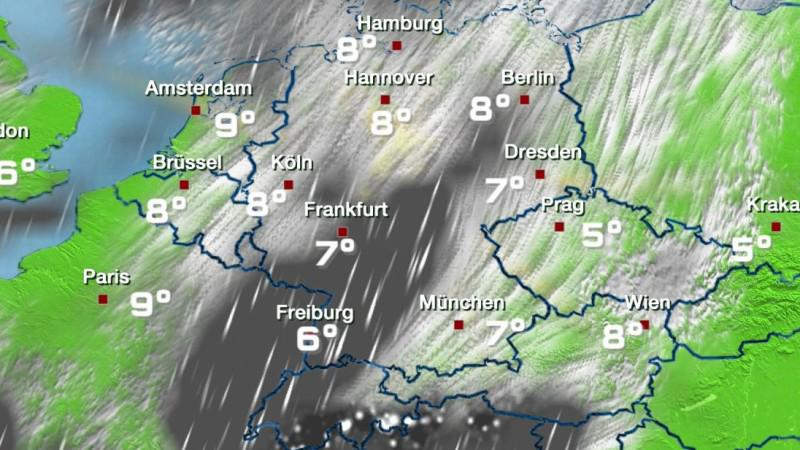 Hamburg
8°
Hannover
8°
Berlin
8°
Amsterdam
9°
don
6°
Brüssel
8°
Köln
8°
Dresden
7°
Frankfurt
7°
Prag
5°
Kraka
5°
Paris
9°
Freiburg
6°
München
7°
Wien
8°